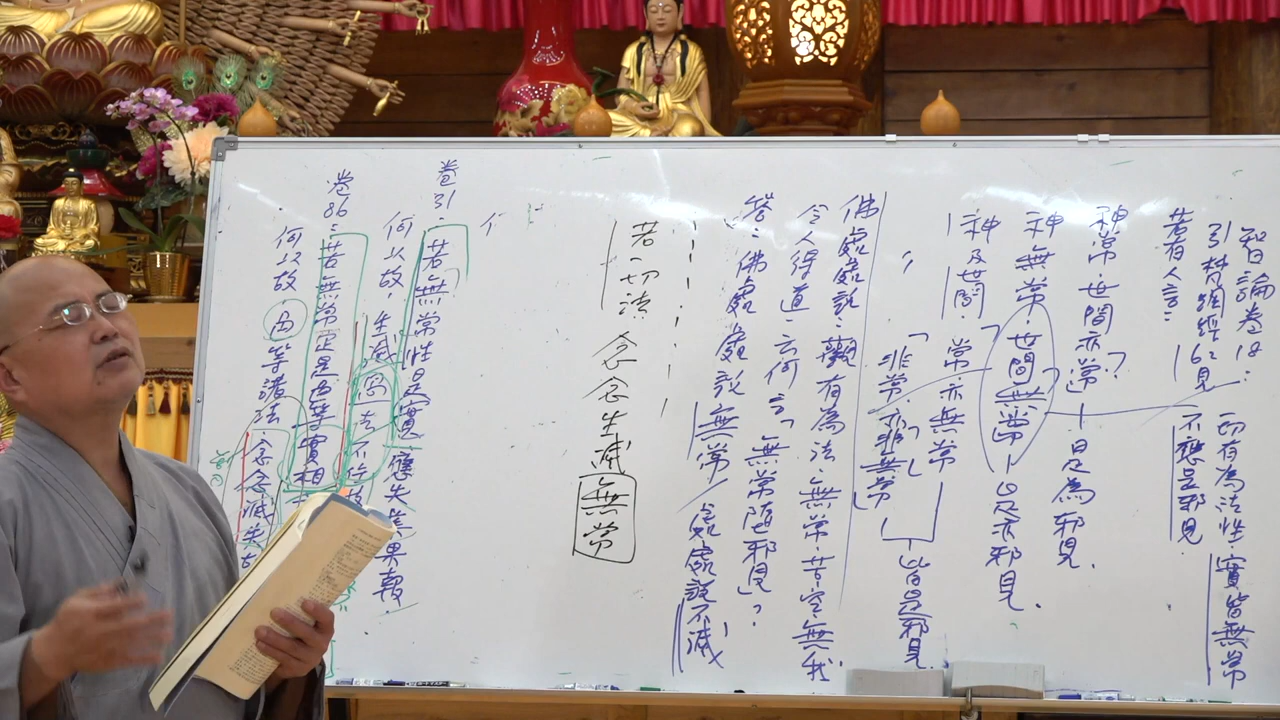 智論卷18：
引梵網經62見
若有人言：
一切有為法性實皆無常
不應是邪見
神常．世間亦常 是為邪見．
神無常．世間無常 是亦邪見．
神及世間．常亦無常
「非常亦非無常」
皆是邪見．
佛處處說．觀有為法．無常．苦．空．無我
令人得道．云何言「無常墮邪見」？
答：佛處處說無常
處處說不滅
若一切法念念生滅無常
卷31：
若無常性是實．應失業果報．
何以故．生滅
卷86：
若無常定是色等實相
何以故．色等諸法念念滅失